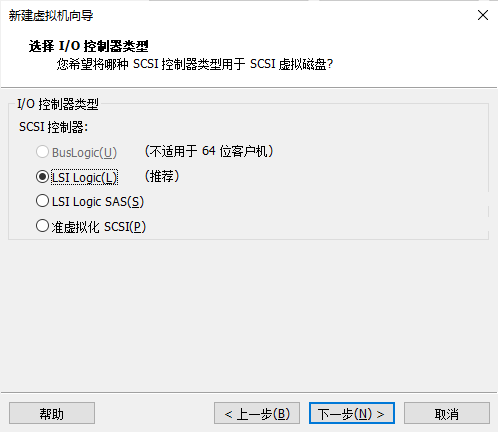 新建虚拟机向导
选择 I/O 控制器类型
您希望将哪种 SCSI 控制器类型用于 SCSI 虚拟磁盘?
I/O 控制器类型
SCSI 控制器:
BusLogic(U) (不适用于 64 位客户机)
LSI Logic(L) (推荐)
LSI Logic SAS(S)
准虚拟化 SCSI(P)
帮助 < 上一步(B) 下一步(N) > 取消